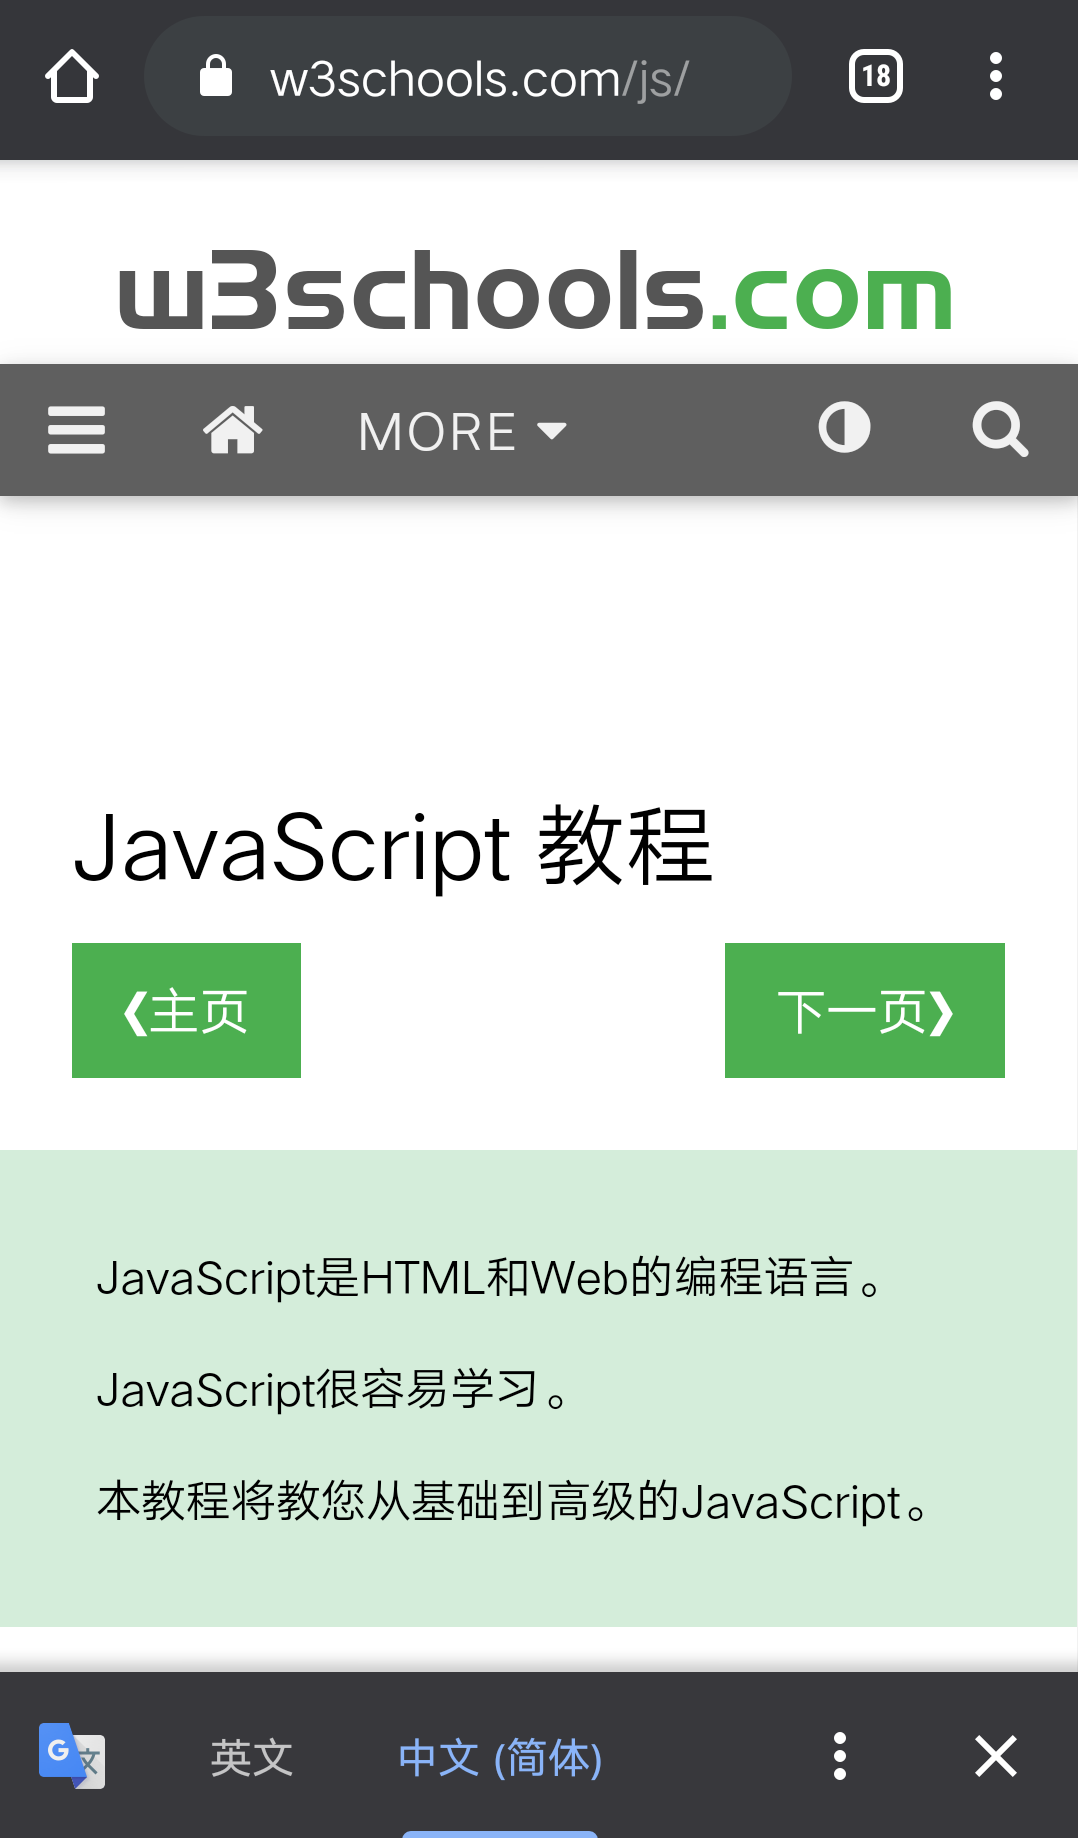 w3schools.com/js/
18
w3schools.com
MORE
JavaScript 教程
❮主页
下一页❯
JavaScript是HTML和Web的编程语言。
JavaScript很容易学习。
本教程将教您从基础到高级的JavaScript。
G 文
英文
中文 (简体)